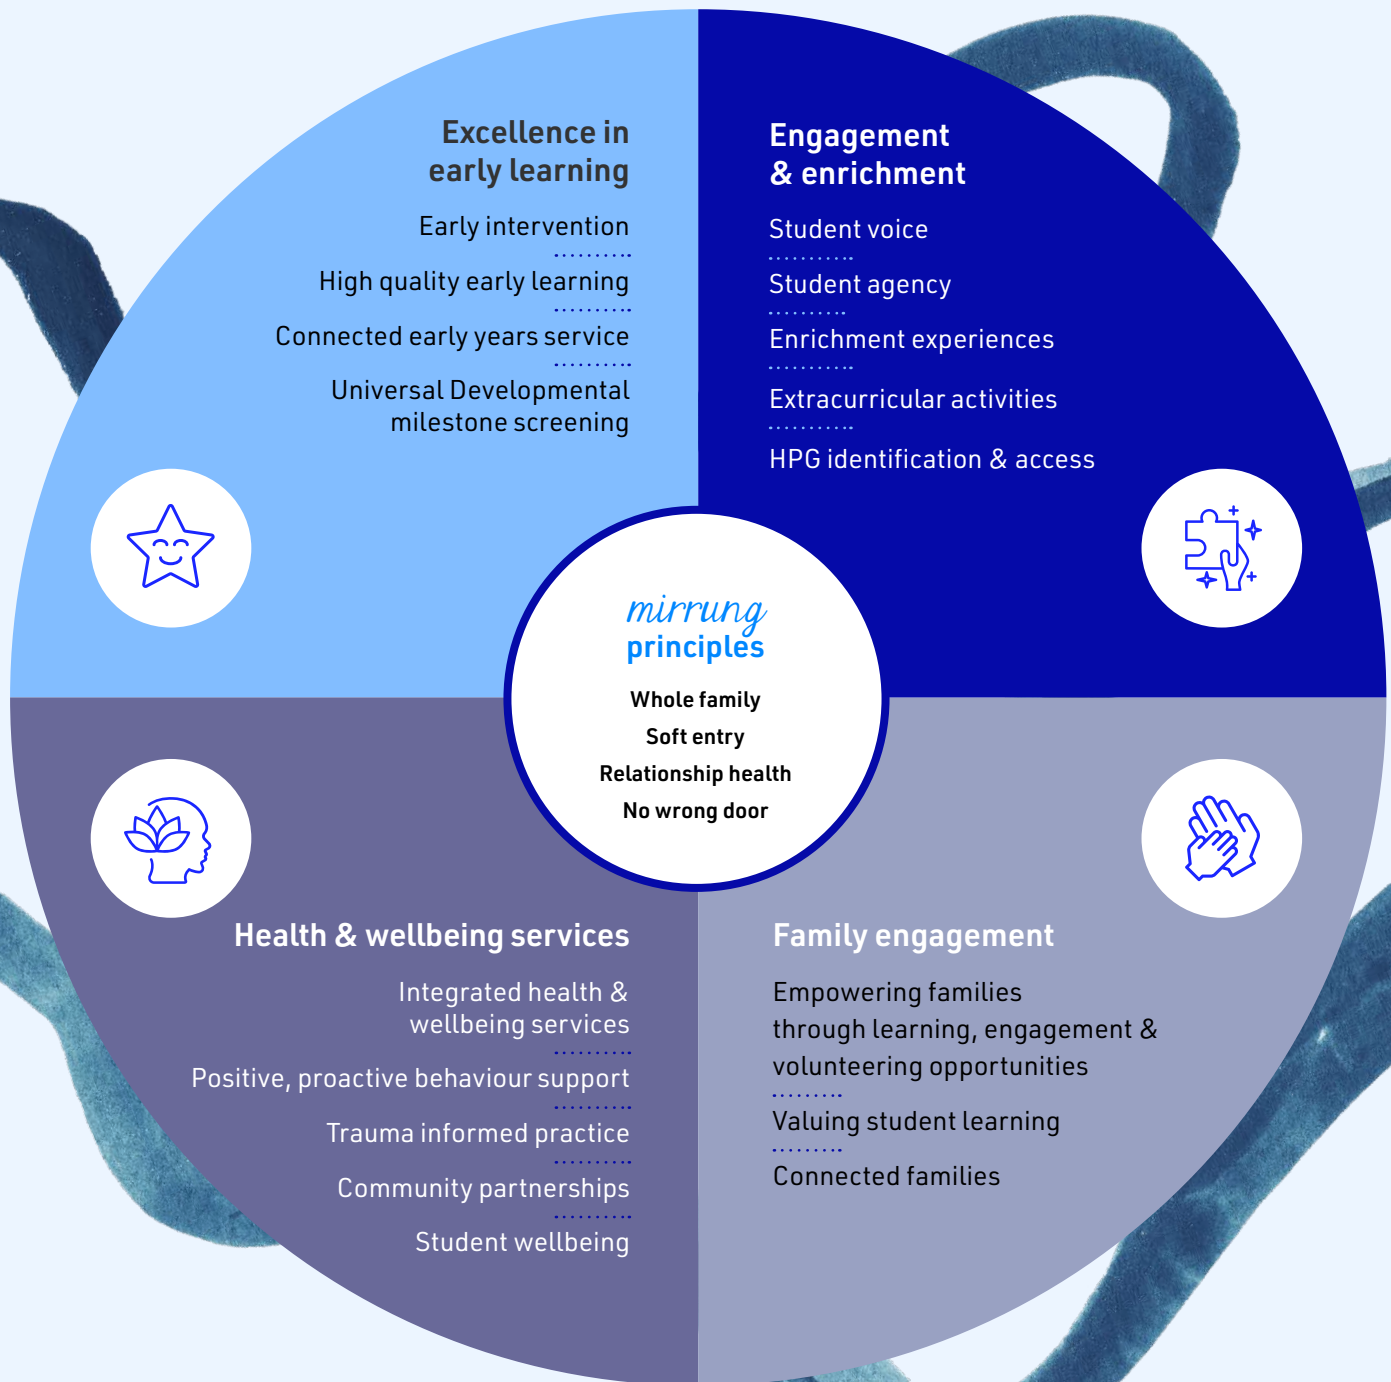 Excellence in
early learning
Early intervention
High quality early learning
Connected early years service
Universal Developmental
milestone screening
Engagement
& enrichment
Student voice
Student agency
Enrichment experiences
Extracurricular activities
HPG identification & access
mirrung
principles
Whole family
Soft entry
Relationship health
No wrong door
Health & wellbeing services
Integrated health &
wellbeing services
Positive, proactive behaviour support
Trauma informed practice
Community partnerships
Student wellbeing
Family engagement
Empowering families
through learning, engagement &
volunteering opportunities
Valuing student learning
Connected families